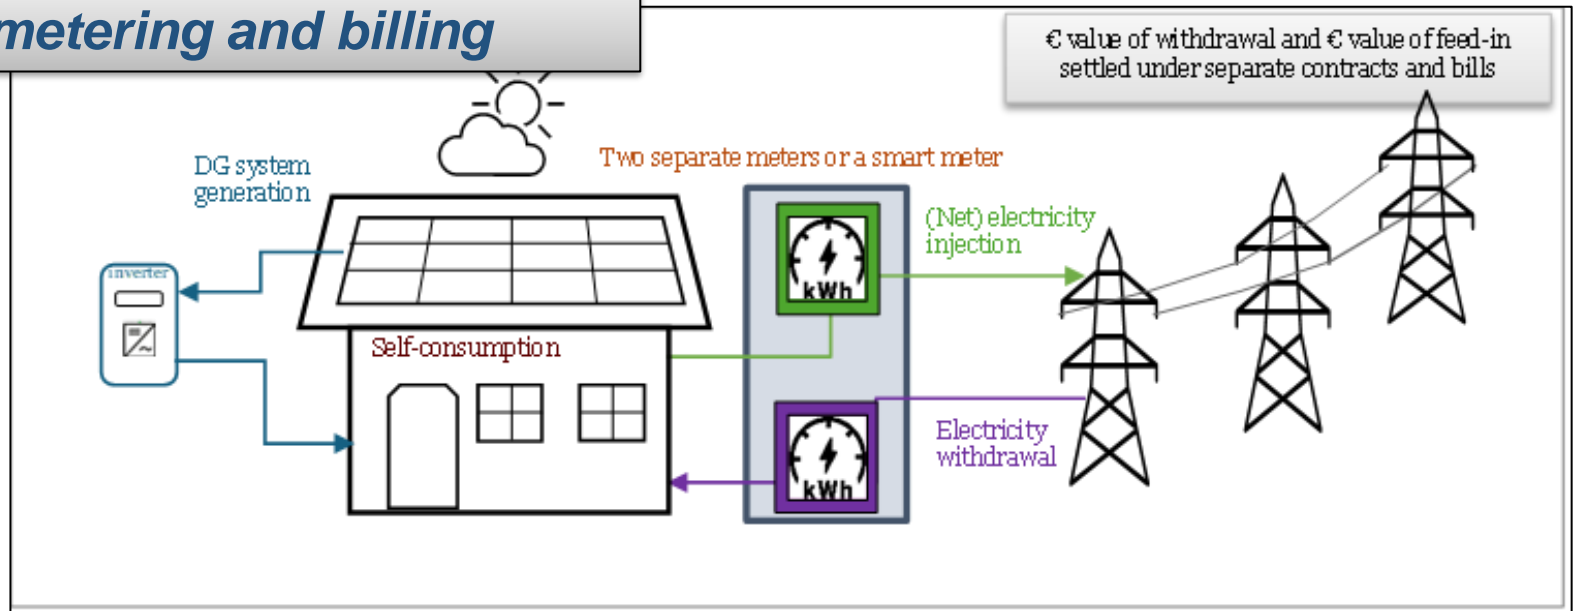 metering and billing
€ value of withdrawal and € value of feed-in
settled under separate contracts and bills
DG system
generation
Two separate meters or a smart meter
(Net) electricity
injection
inverter
kWh
Self-consumption
Electricity
withdrawal
kWh